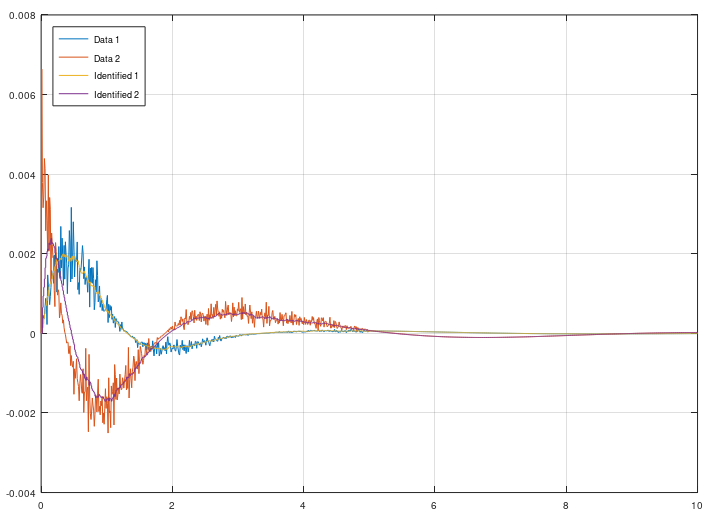 0.008
Data 1
Data 2
Identified 1
Identified 2
0.006
0.004
0.002
0
-0.002
-0.004
0 2 4 6 8 10